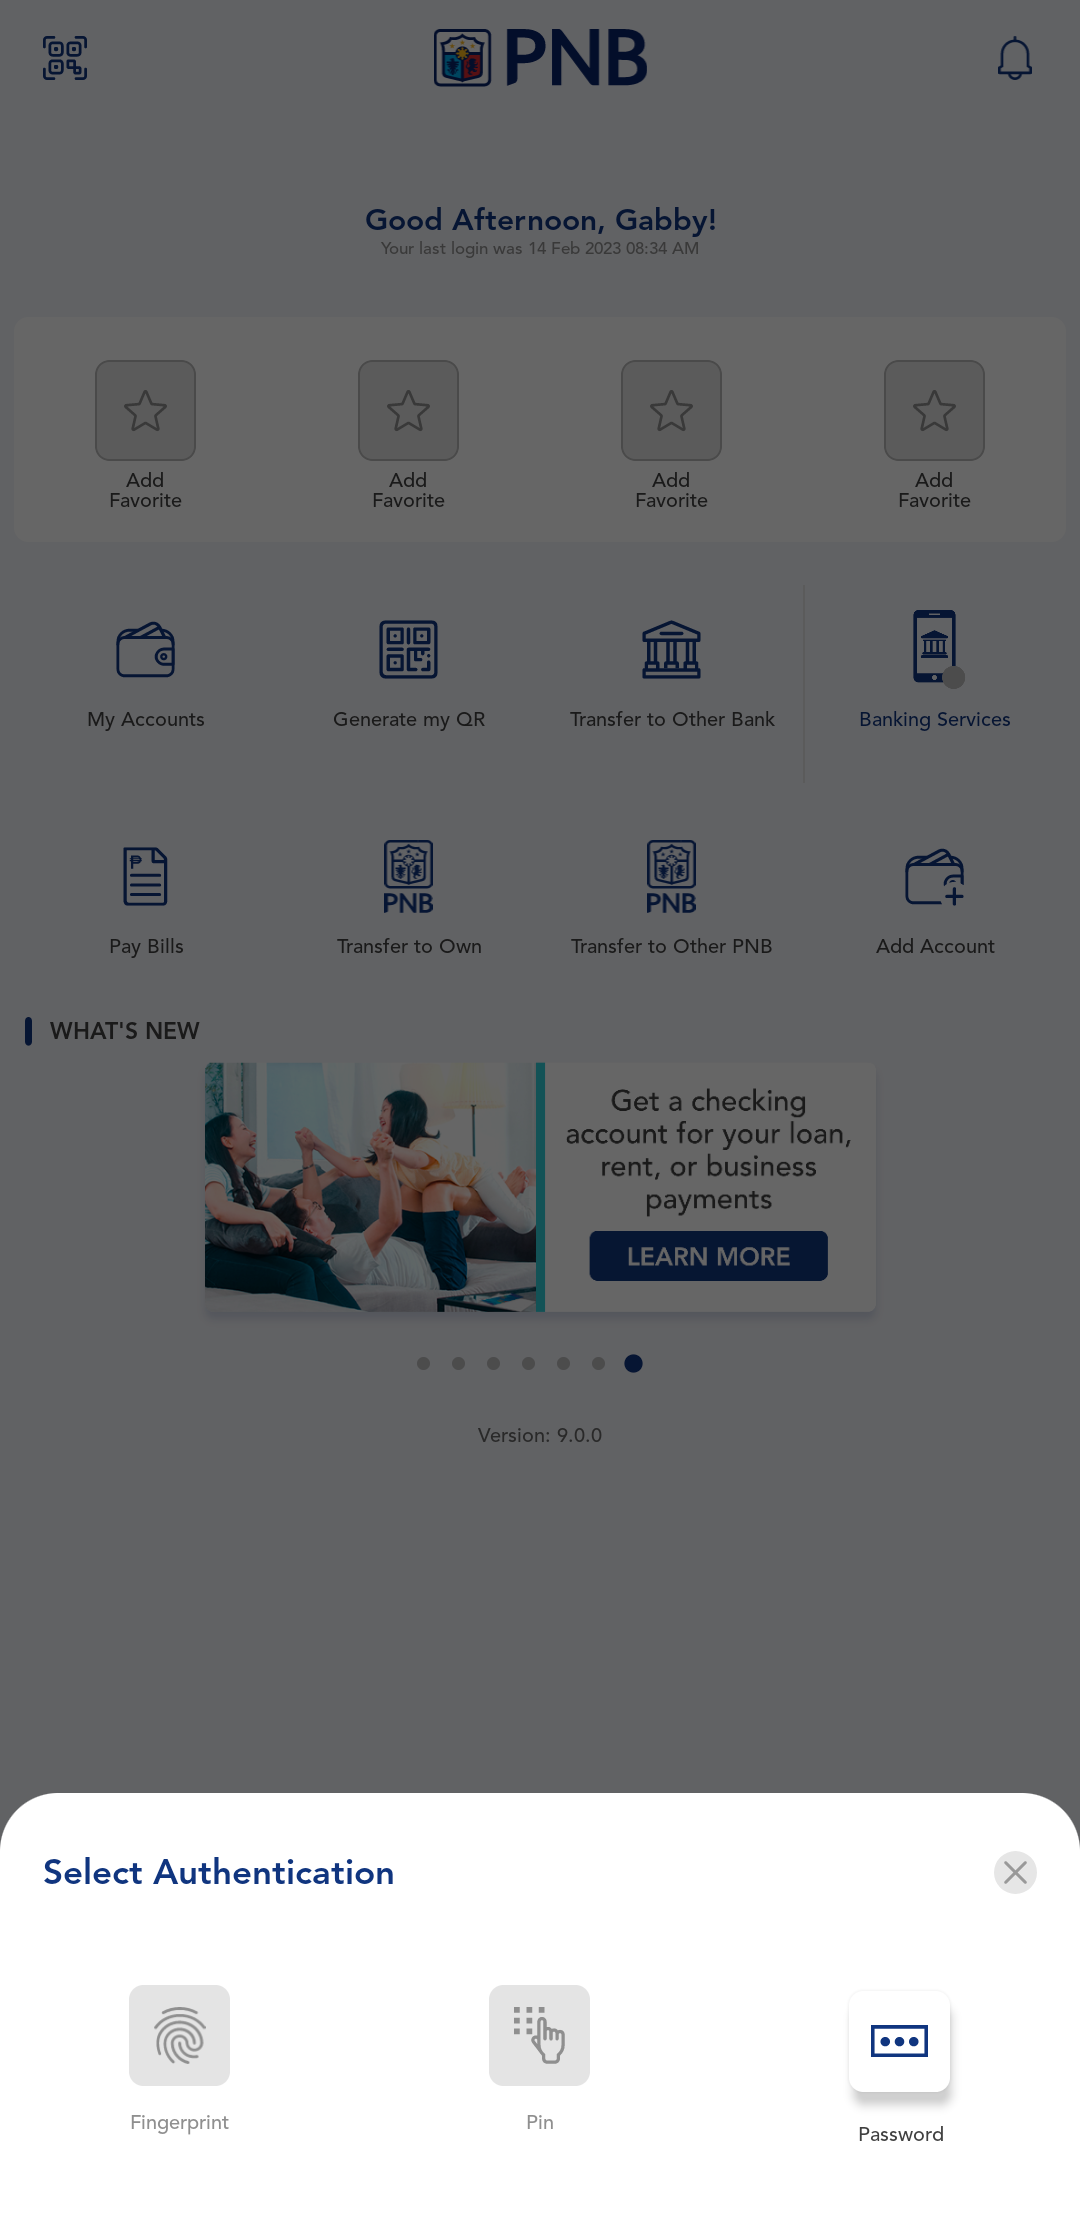 PNB
Good Afternoon, Gabby!
Your last login was 14 Feb 2023 08:34 AM
Add
Favorite
Add
Favorite
Add
Favorite
Add
Favorite
My Accounts
Generate my QR
Transfer to Other Bank
Banking Services
PNB
PNB
Pay Bills
Transfer to Own
Transfer to Other PNB
Add Account
WHAT'S NEW
Get a checking
account for your loan,
rent, or business
payments
LEARN MORE
Version: 9.0.0
Select Authentication
Fingerprint
Pin
Password